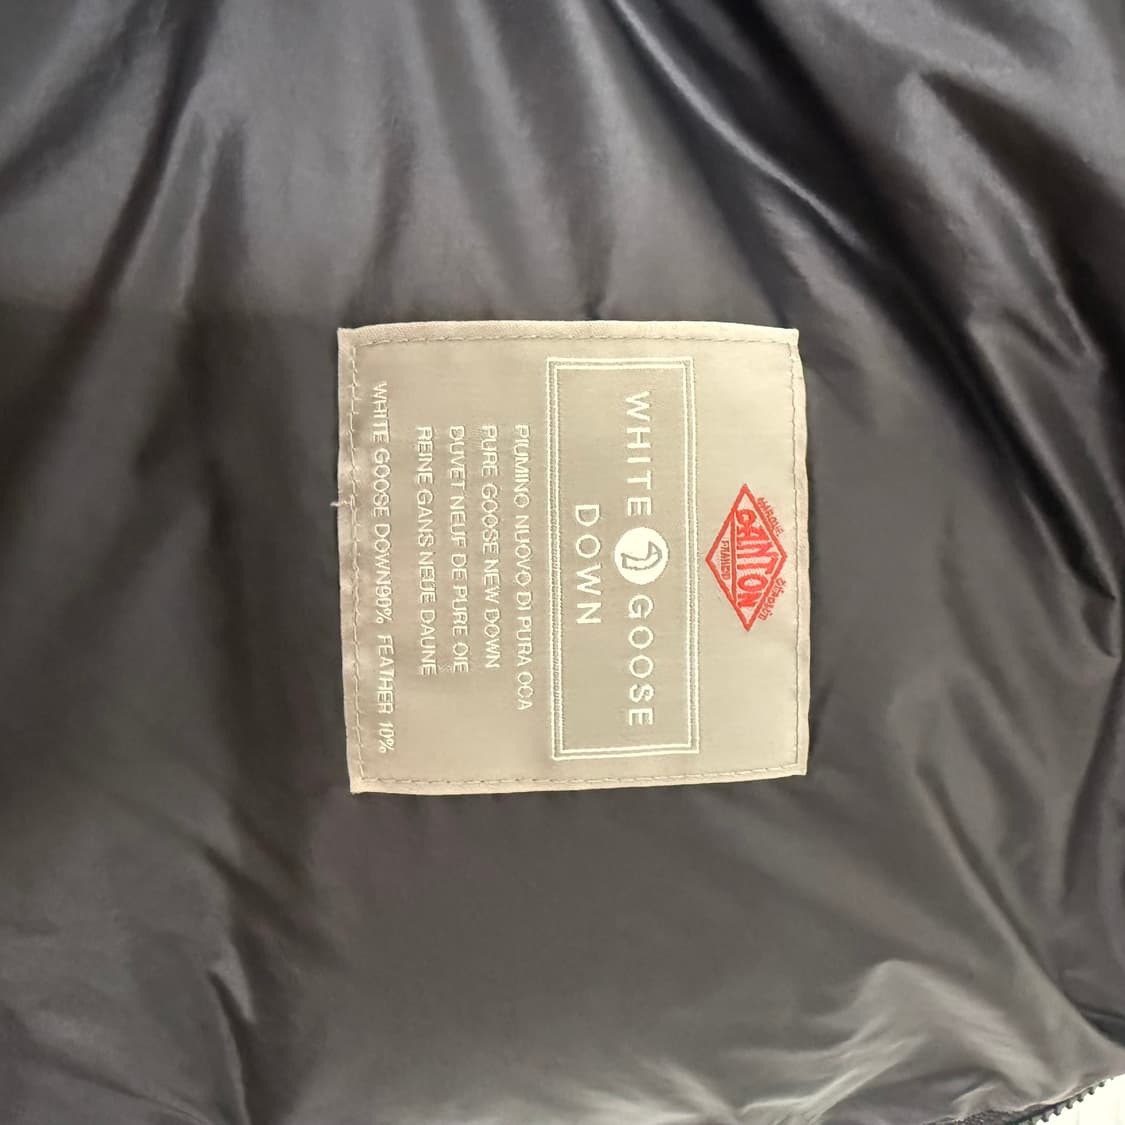 CANTON
WHITE GOOSE
DOWN
PIUMINO NUOVO DI PURA OCA
PURE GOOSE NEW DOWN
DUVET NEUF DE PURE OIE
REINE GANS NEUE DAUNE
WHITE GOOSE DOWN90% FEATHER 10%